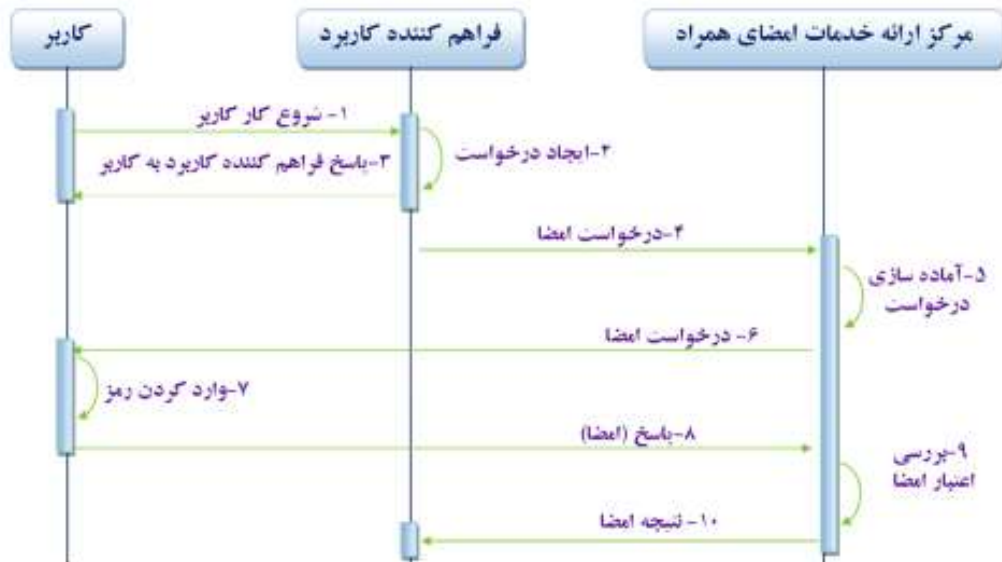 کاربر
فراهم کننده کاربرد
مرکز ارائه خدمات امضای همراه
۱- شروع کار کاربر
۲-ایجاد درخواست
۳-پاسخ فراهم کننده کاربرد به کاربر
۴-درخواست امضا
۵-آماده سازی
درخواست
۶- درخواست امضا
۷-وارد کردن رمز
۸-پاسخ (امضا)
۹-بررسی
اعتبار امضا
۱۰- نتیجه امضا